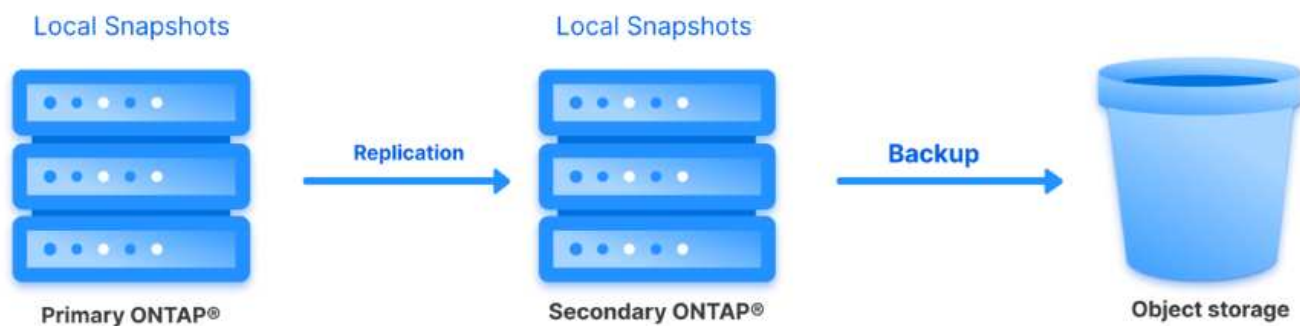 Local Snapshots
Local Snapshots
Replication
Backup
Primary ONTAP®
Secondary ONTAP®
Object storage